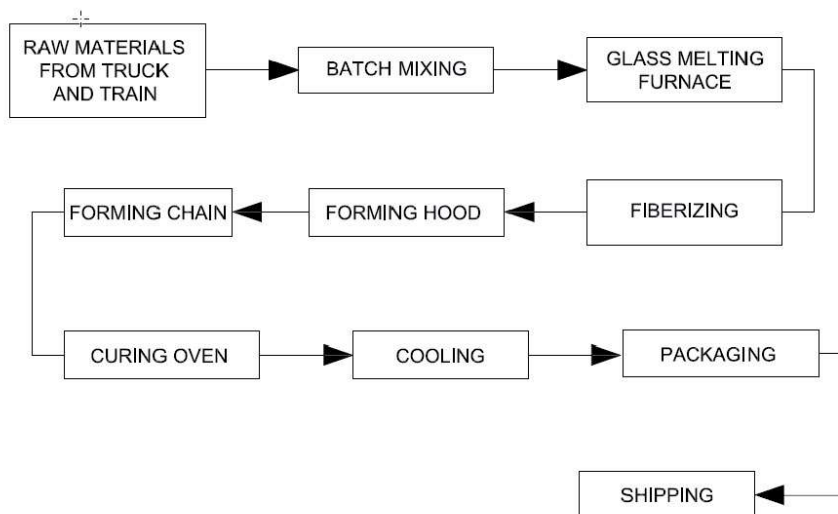 RAW MATERIALS
FROM TRUCK
AND TRAIN
BATCH MIXING
GLASS MELTING
FURNACE
FIBERIZING
FORMING HOOD
FORMING CHAIN
CURING OVEN
COOLING
PACKAGING
SHIPPING